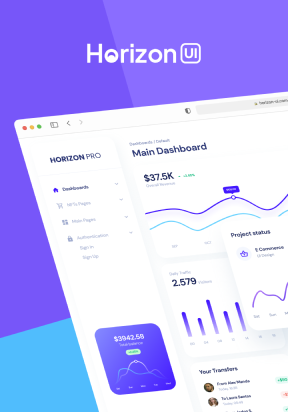 Horizon UI
horizon-ui.com
HORIZON PRO
Dashboards
NFTs Pages
Main Pages
Authentication
Sign In
Sign Up
Dashboards / Default
Main Dashboard
$37.5K
Overall Revenue
Project status
E Commerce
UI Design
Daily Traffic
2.579 Visitors
$3942.58
Total balance
Your Transfers
From Alex Manda
To Laura Santos